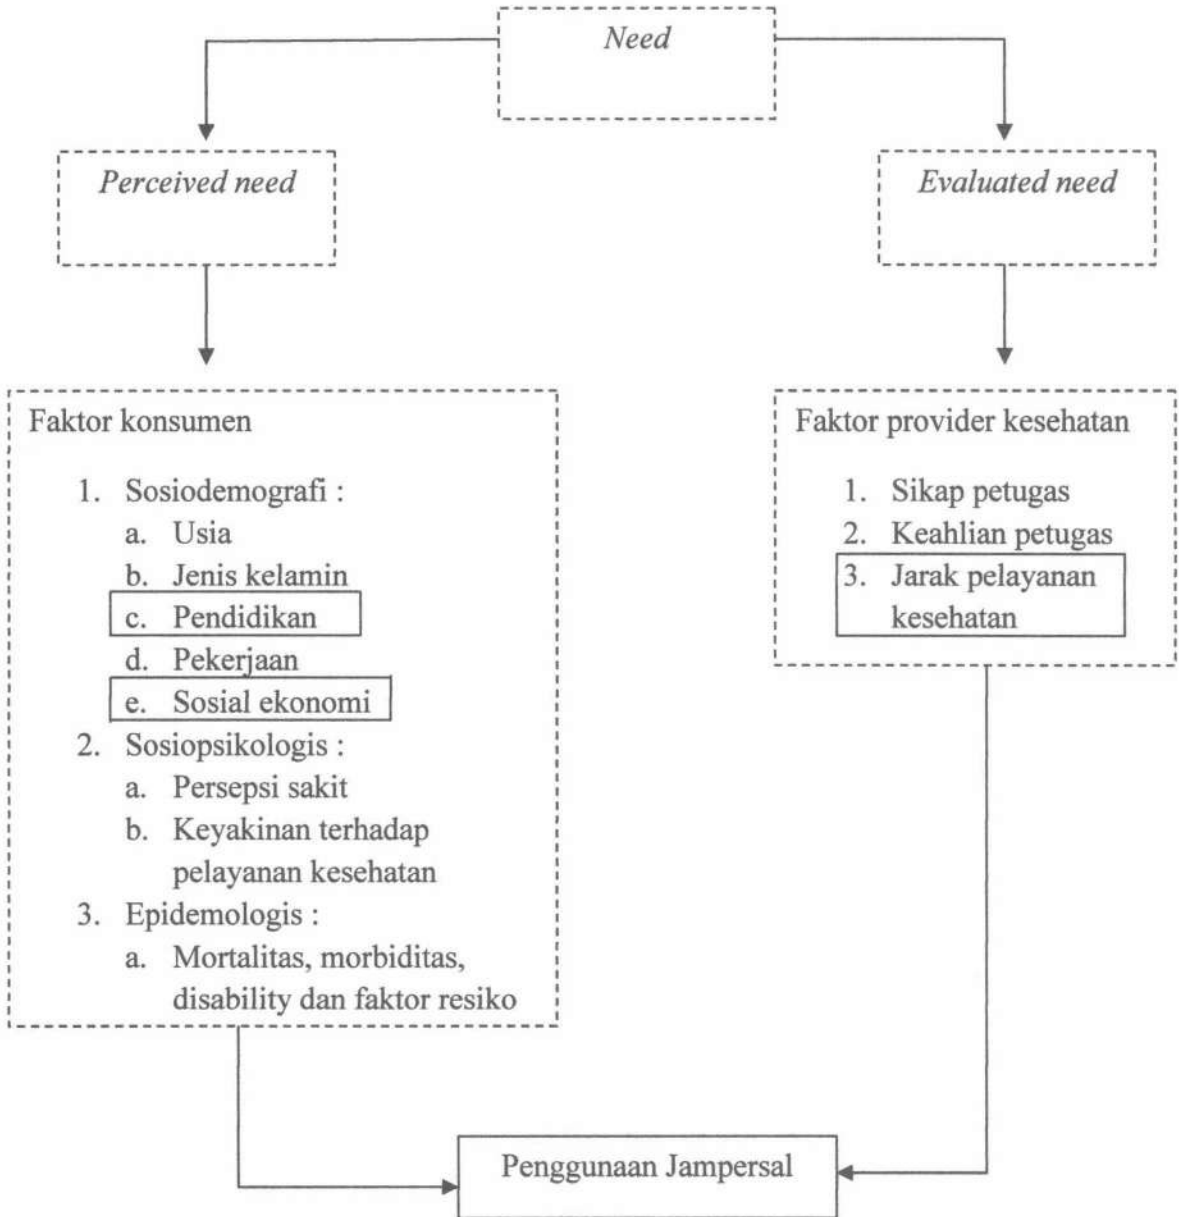 Need
Perceived need
Evaluated need
Faktor konsumen
1. Sosiodemografi :
a. Usia
b. Jenis kelamin
c. Pendidikan
d. Pekerjaan
e. Sosial ekonomi
2. Sosiopsikologis :
a. Persepsi sakit
b. Keyakinan terhadap
pelayanan kesehatan
3. Epidemologis :
a. Mortalitas, morbiditas,
disability dan faktor resiko
Faktor provider kesehatan
1. Sikap petugas
2. Keahlian petugas
3. Jarak pelayanan
kesehatan
Penggunaan Jampersal